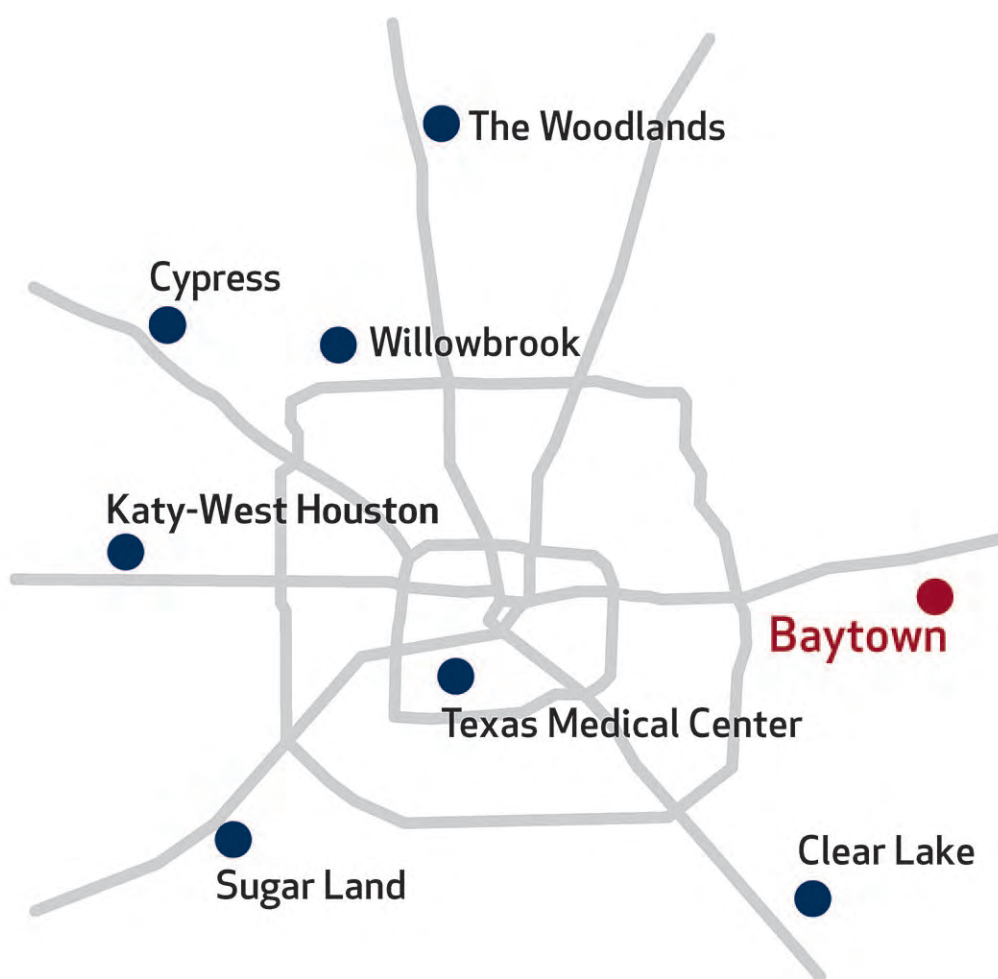 The Woodlands
Cypress
Willowbrook
Katy-West Houston
Baytown
Texas Medical Center
Clear Lake
Sugar Land